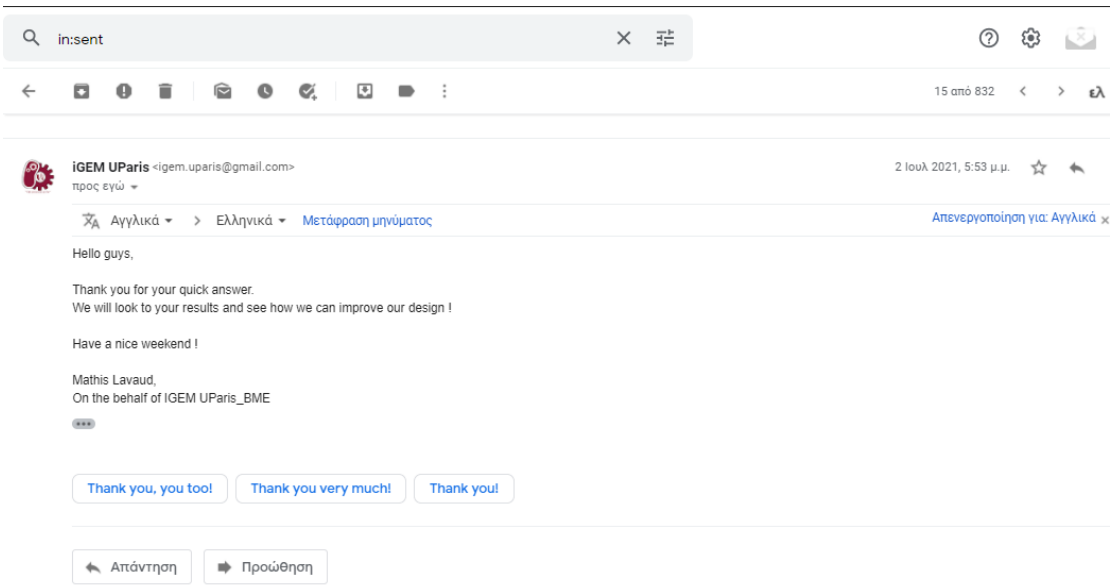 in:sent
15 από 832
ελ
iGEM UParis <igem.uparis@gmail.com>
2 Ιουλ 2021, 5:53 μ.μ.
προς εγώ
Αγγλικά > Ελληνικά Μετάφραση μηνύματος
Απενεργοποίηση για: Αγγλικά x
Hello guys,
Thank you for your quick answer.
We will look to your results and see how we can improve our design !
Have a nice weekend !
Mathis Lavaud,
On the behalf of IGEM UParis_BME
Thank you, you too!
Thank you very much!
Thank you!
Απάντηση
Προώθηση